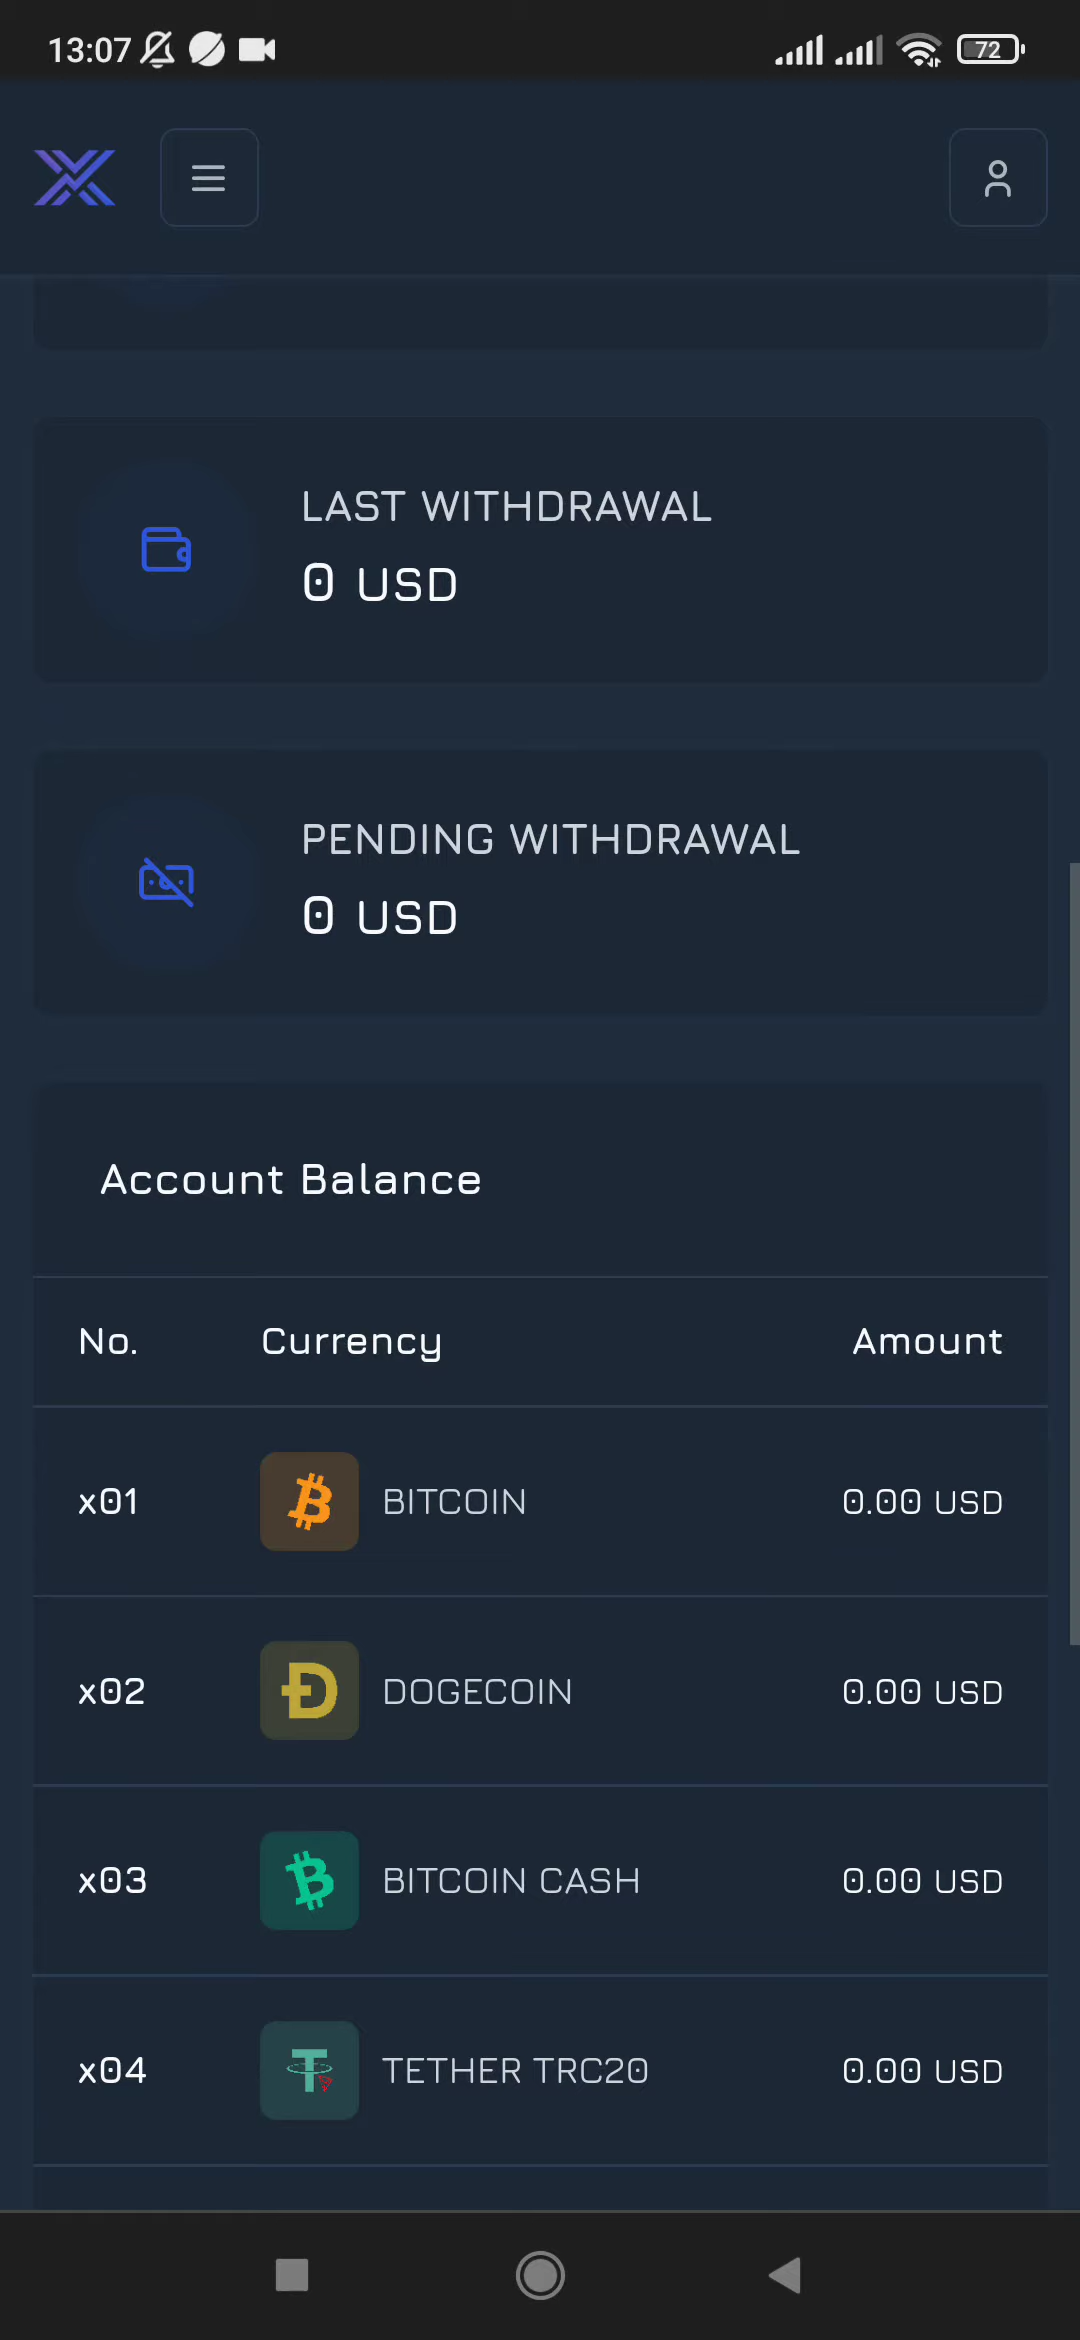 13:07
72
LAST WITHDRAWAL
0 USD
PENDING WITHDRAWAL
0 USD
Account Balance
No. Currency Amount
x01 BITCOIN 0.00 USD
x02 DOGECOIN 0.00 USD
x03 BITCOIN CASH 0.00 USD
x04 TETHER TRC20 0.00 USD